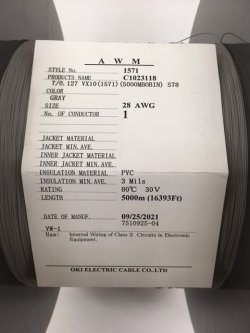 A W M
STYLE No. 1571
PRODUCTS NAME C1023118
7/0.127 VX10(1571)(5000MBOBIN) S78
COLOR
GRAY
SIZE 28 AWG
No. OF CONDUCTOR 1
JACKET MATERIAL
JACKET MIN.AVE.
INNER JACKET MATERIAL
INNER JACKET MIN. AVE.
INSULATION MATERIAL PVC
INSULATION MIN.AVE. 3 Mils
RATING 80℃ 30V
LENGTH 5000m (16393Ft)
DATE OF MANUF. 09/25/2021
7510925-04
VW-1
Use: Internal Wiring of Class 2 Circuits in Electronic
Equipment.
OKI ELECTRIC CABLE CO.,LTD